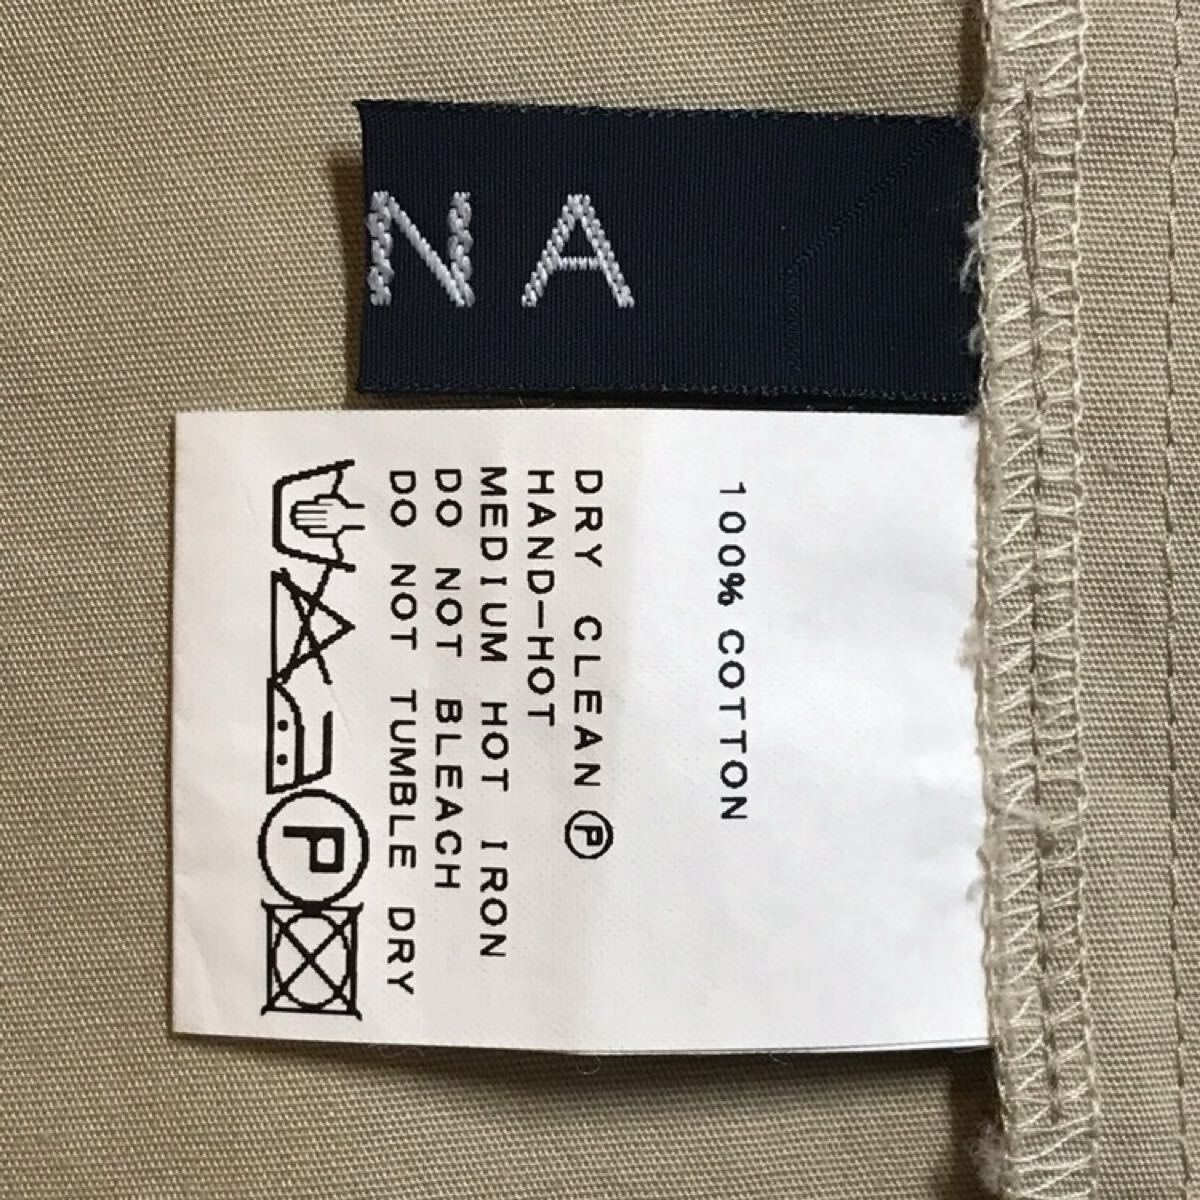 NA
100% COTTON
DRY CLEAN Ⓟ
HAND-HOT
MEDIUM HOT IRON
DO NOT BLEACH
DO NOT TUMBLE DRY
P